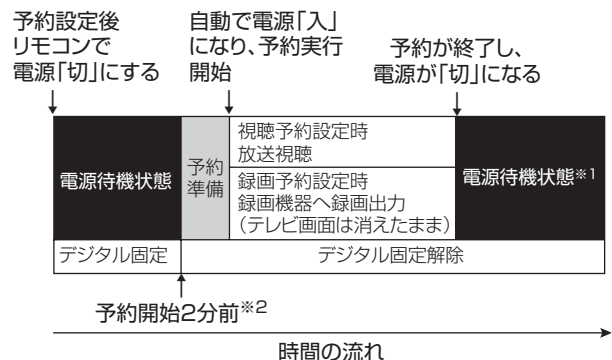 予約設定後
リモコンで
電源「切」にする
自動で電源「入」
になり、予約実行
開始
予約が終了し、
電源が「切」になる
電源待機状態
予約
準備
視聴予約設定時
放送視聴
録画予約設定時
録画機器へ録画出力
(テレビ画面は消えたまま)
電源待機状態※1
デジタル固定
デジタル固定解除
予約開始2分前※2
時間の流れ